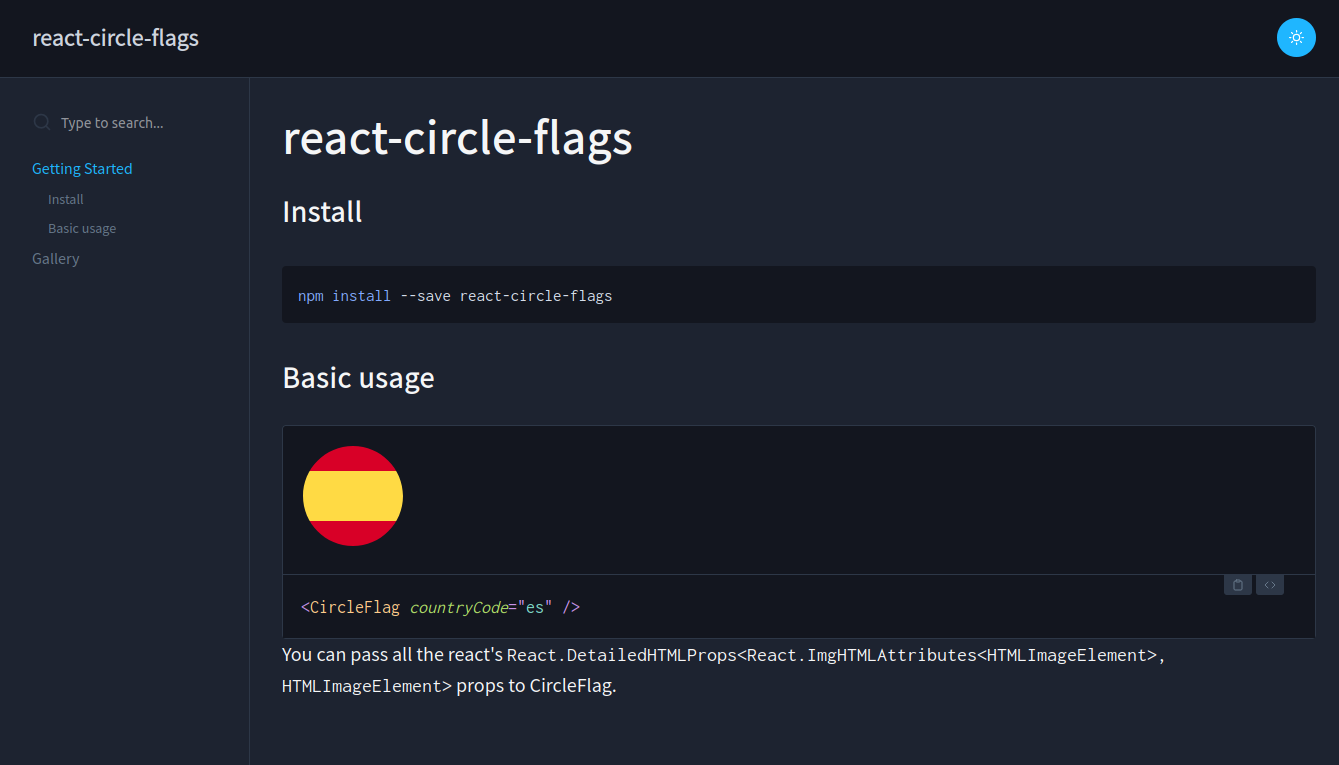 react-circle-flags
Type to search...
Getting Started
Install
Basic usage
Gallery
react-circle-flags
Install
npm install --save react-circle-flags
Basic usage
<CircleFlag countryCode="es" />
You can pass all the react's React.DetailedHTMLProps<React.ImgHTMLAttributes<HTMLImageElement>,
HTMLImageElement> props to CircleFlag.